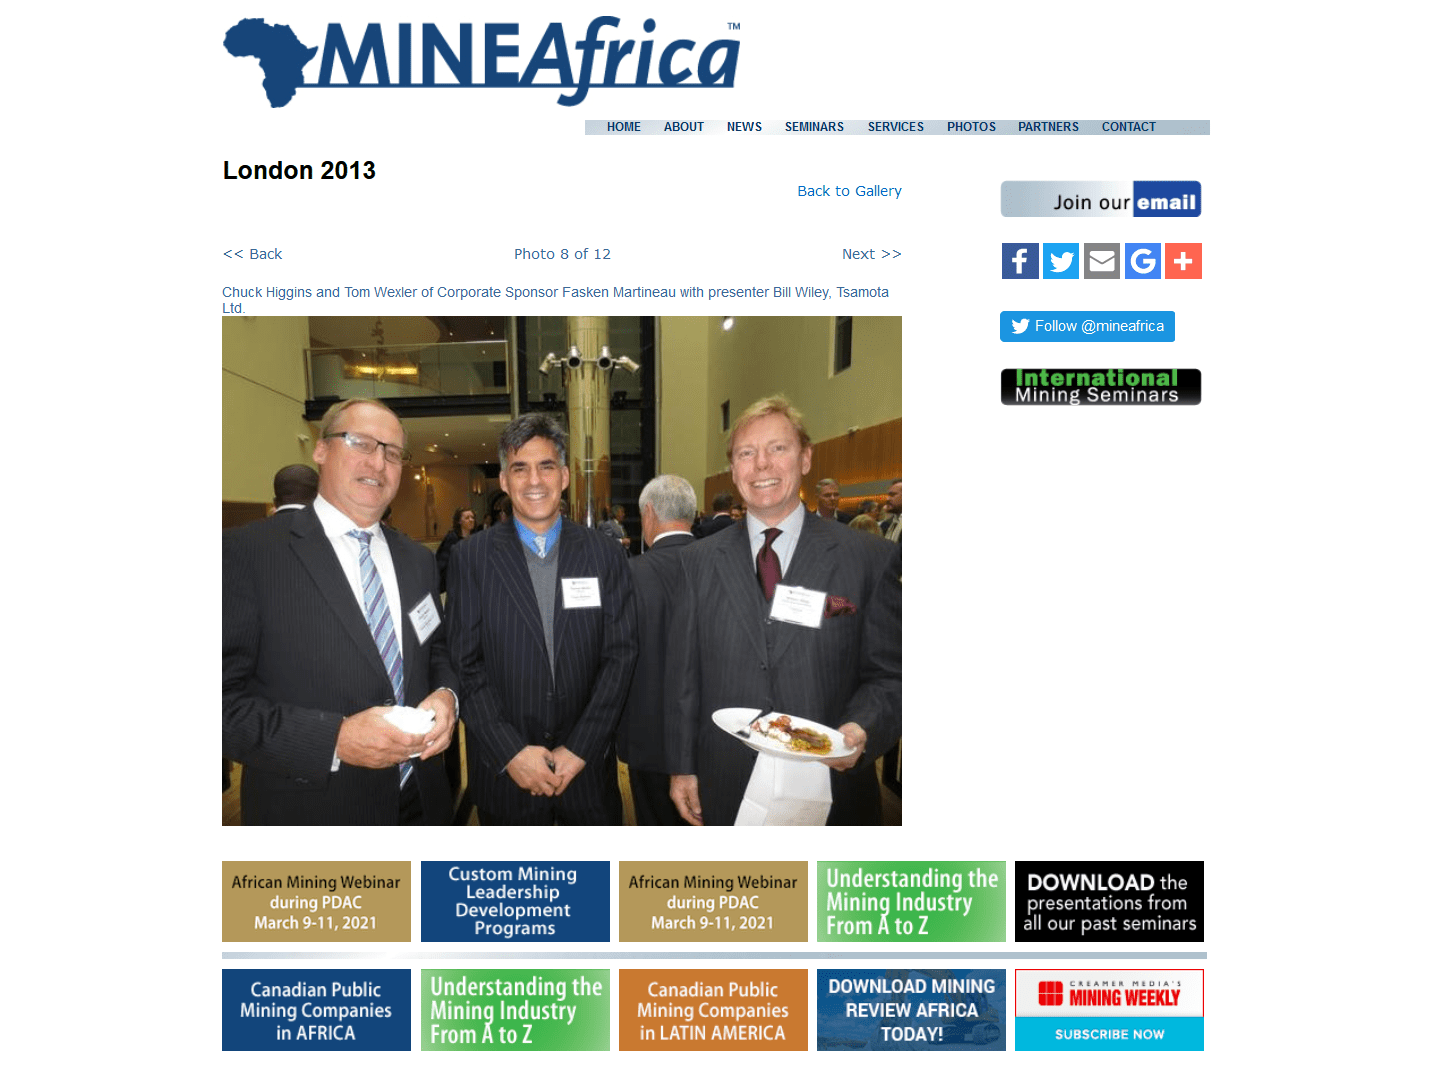 MINEAfrica™
HOME ABOUT NEWS SEMINARS SERVICES PHOTOS PARTNERS CONTACT
London 2013
Back to Gallery
<< Back Photo 8 of 12 Next >>
Chuck Higgins and Tom Wexler of Corporate Sponsor Fasken Martineau with presenter Bill Wiley, Tsamota
Ltd.
Join our email
Follow @mineafrica
International
Mining Seminars
African Mining Webinar
during PDAC
March 9-11, 2021
Custom Mining
Leadership
Development
Programs
African Mining Webinar
during PDAC
March 9-11, 2021
Understanding the
Mining Industry
From A to Z
DOWNLOAD the
presentations from
all our past seminars
Canadian Public
Mining Companies
in AFRICA
Understanding the
Mining Industry
From A to Z
Canadian Public
Mining Companies
in LATIN AMERICA
DOWNLOAD MINING
REVIEW AFRICA
TODAY!
CREAMER MEDIA'S
MINING WEEKLY
SUBSCRIBE NOW